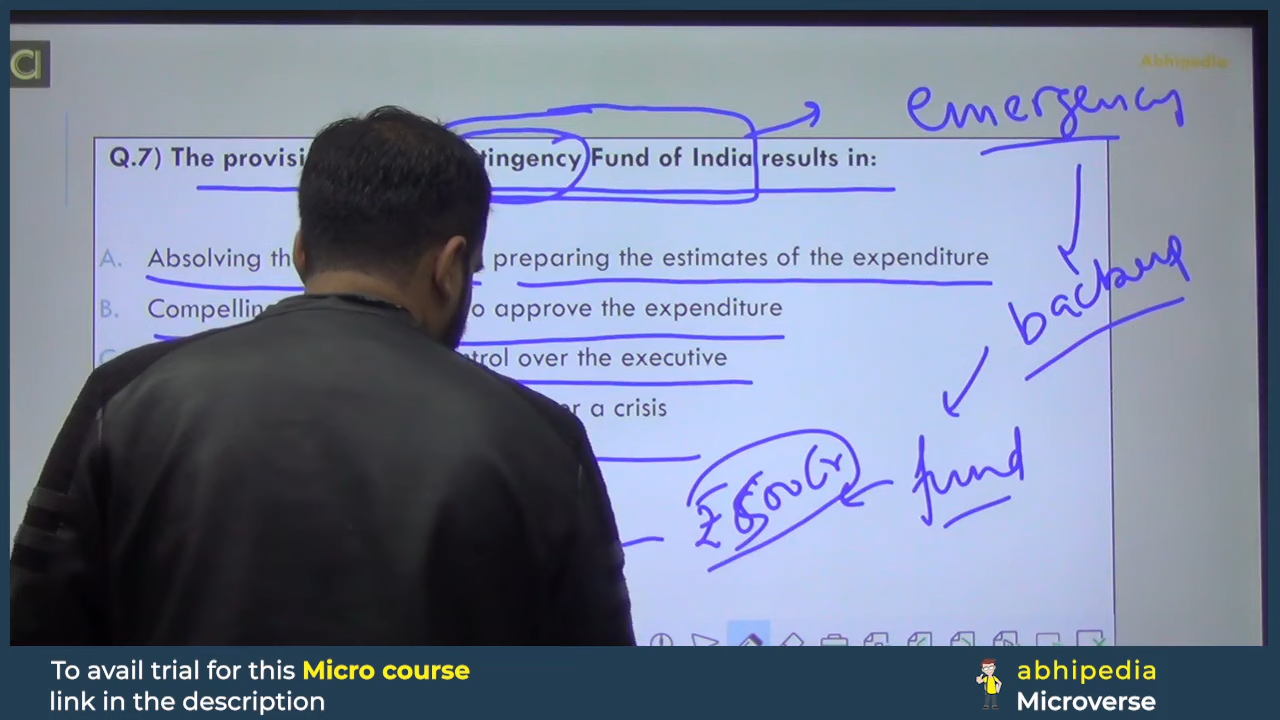 Abhipedia
emergency
Q.7) The provisi tingency Fund of India results in:
A. Absolving th preparing the estimates of the expenditure
backup
B. Compellin o approve the expenditure
C trol over the executive
r a crisis
fund
To avail trial for this Micro course
link in the description
abhipedia
Microverse